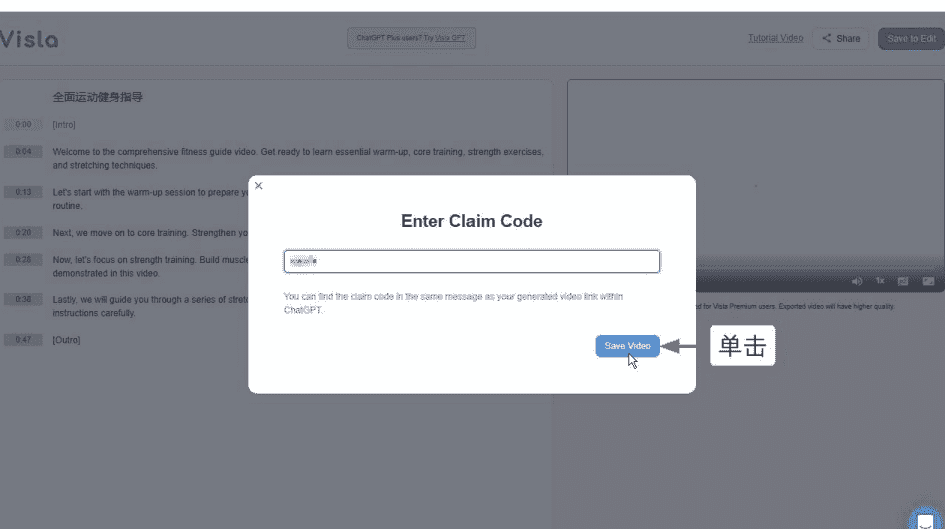 Visla
ChatGPT Plus users? Try Visla GPT
Tutorial Video
Share
Save to Edit
全面运动健身指导
0:00 [Intro]
0:04 Welcome to the comprehensive fitness guide video. Get ready to learn essential warm-up, core training, strength exercises,
and stretching techniques.
0:13 Let's start with the warm-up session to prepare yo
routine.
0:20 Next, we move on to core training. Strengthen yo
0:28 Now, let's focus on strength training. Build muscle
demonstrated in this video.
0:38 Lastly, we will guide you through a series of stret
instructions carefully.
0:47 [Outro]
1x
ed for Visla Premium users. Exported video will have higher quality.
Enter Claim Code
You can find the claim code in the same message as your generated video link within
ChatGPT.
Save Video
单击